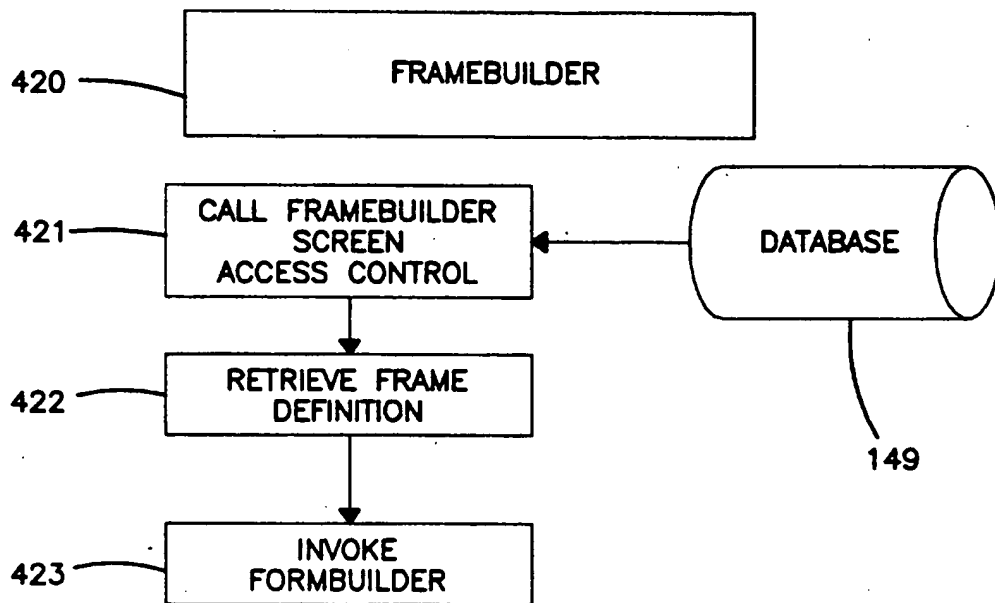 420
FRAMEBUILDER
421
CALL FRAMEBUILDER
SCREEN
ACCESS CONTROL
DATABASE
422
RETRIEVE FRAME
DEFINITION
149
423
INVOKE
FORMBUILDER